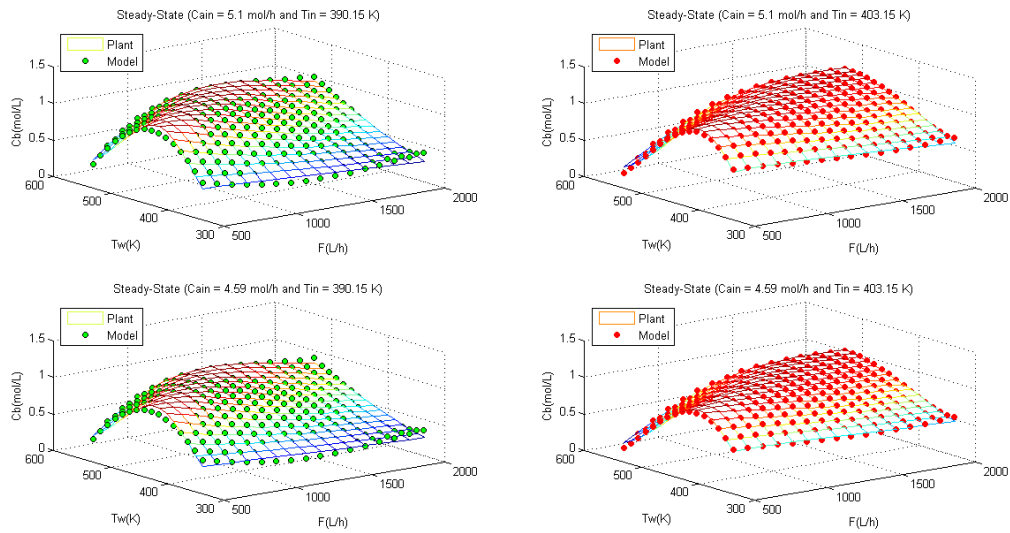 Steady-State (Cain = 5.1 mol/h and Tin = 390.15 K)
Plant
Model
1.5
1
0.5
0
Cb(mol/L)
600
500
400
300
Tw(K)
500
1000
1500
2000
F(L/h)
Steady-State (Cain = 5.1 mol/h and Tin = 403.15 K)
Plant
Model
1.5
1
0.5
0
Cb(mol/L)
600
500
400
300
Tw(K)
500
1000
1500
2000
F(L/h)
Steady-State (Cain = 4.59 mol/h and Tin = 390.15 K)
Plant
Model
1.5
1
0.5
0
Cb(mol/L)
600
500
400
300
Tw(K)
500
1000
1500
2000
F(L/h)
Steady-State (Cain = 4.59 mol/h and Tin = 403.15 K)
Plant
Model
1.5
1
0.5
0
Cb(mol/L)
600
500
400
300
Tw(K)
500
1000
1500
2000
F(L/h)